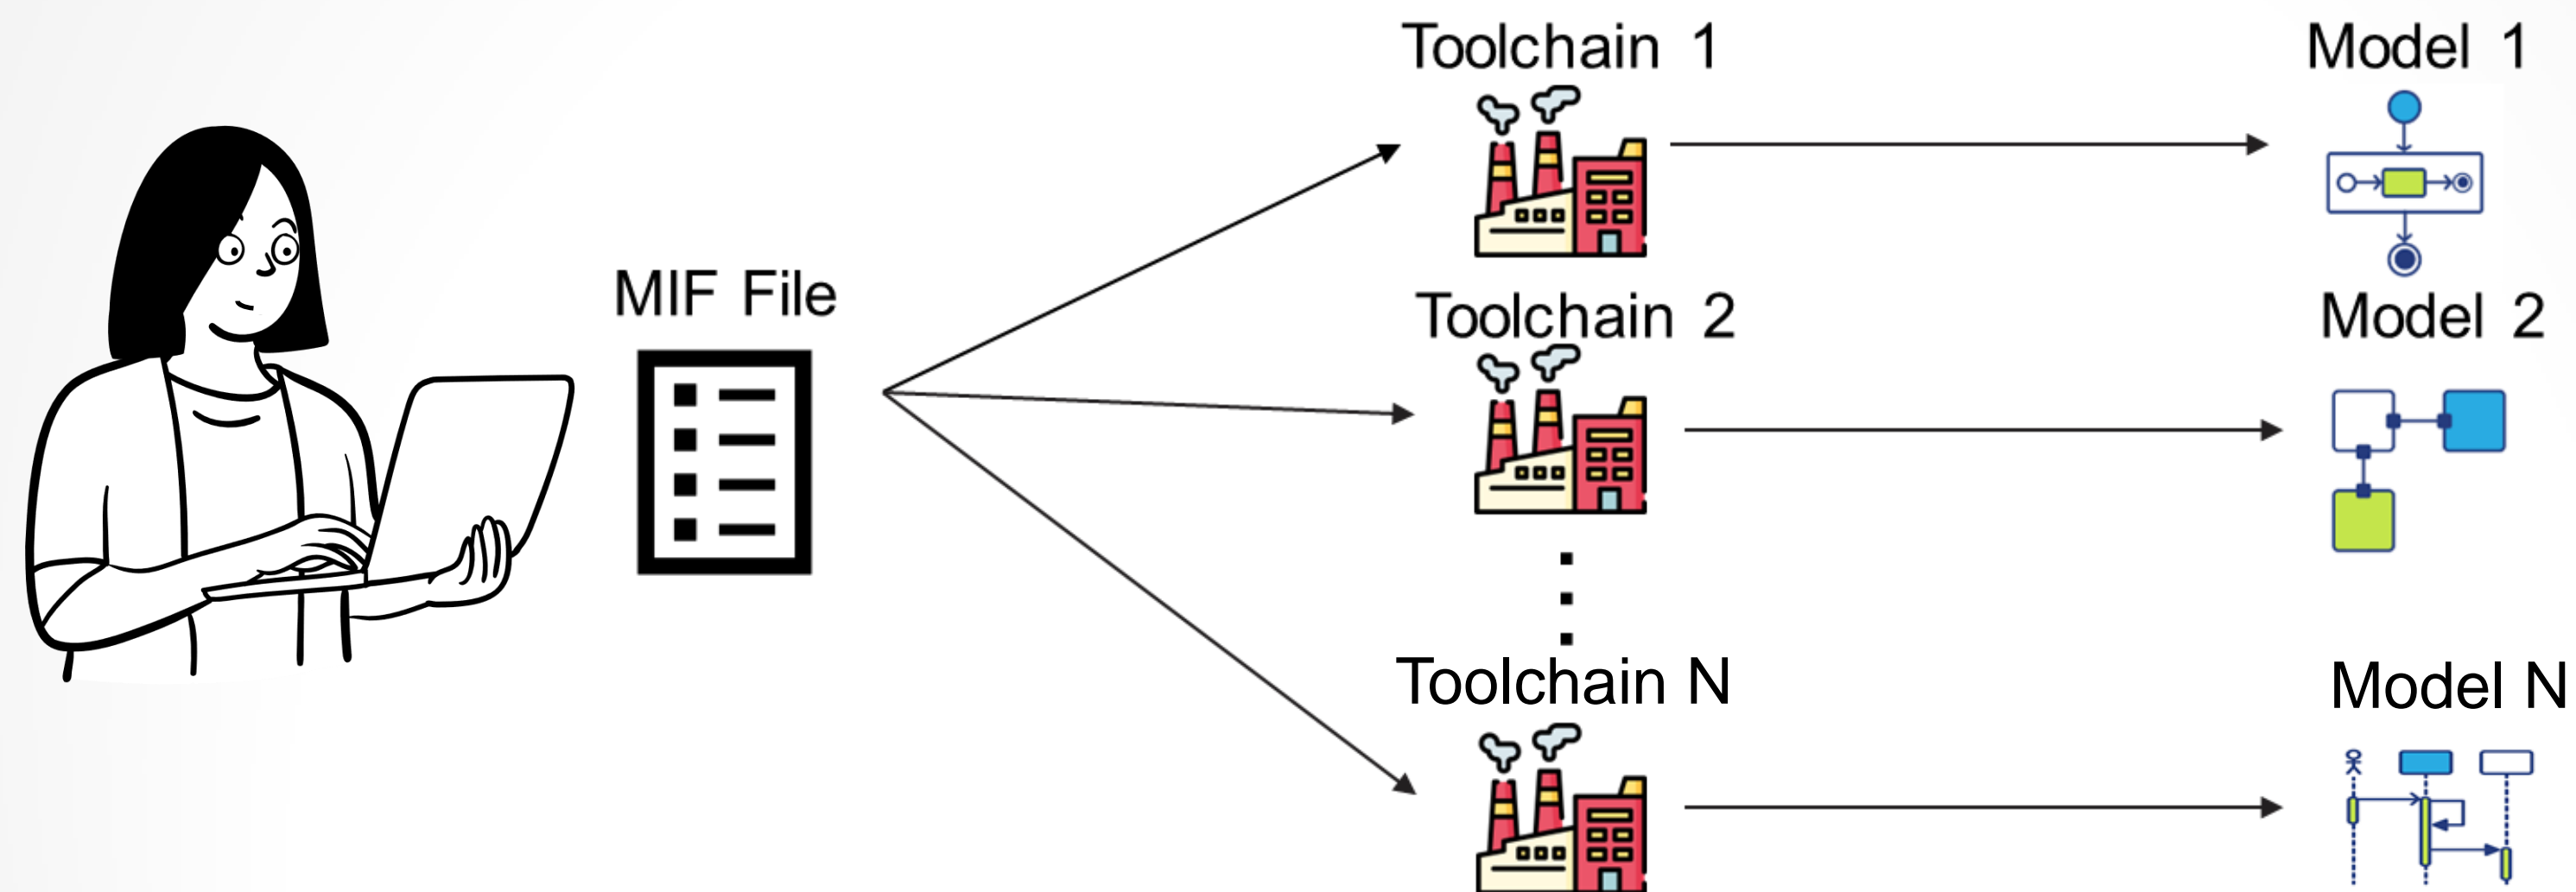 Toolchain 1
Model 1
MIF File
Toolchain 2
Model 2
Toolchain N
Model N